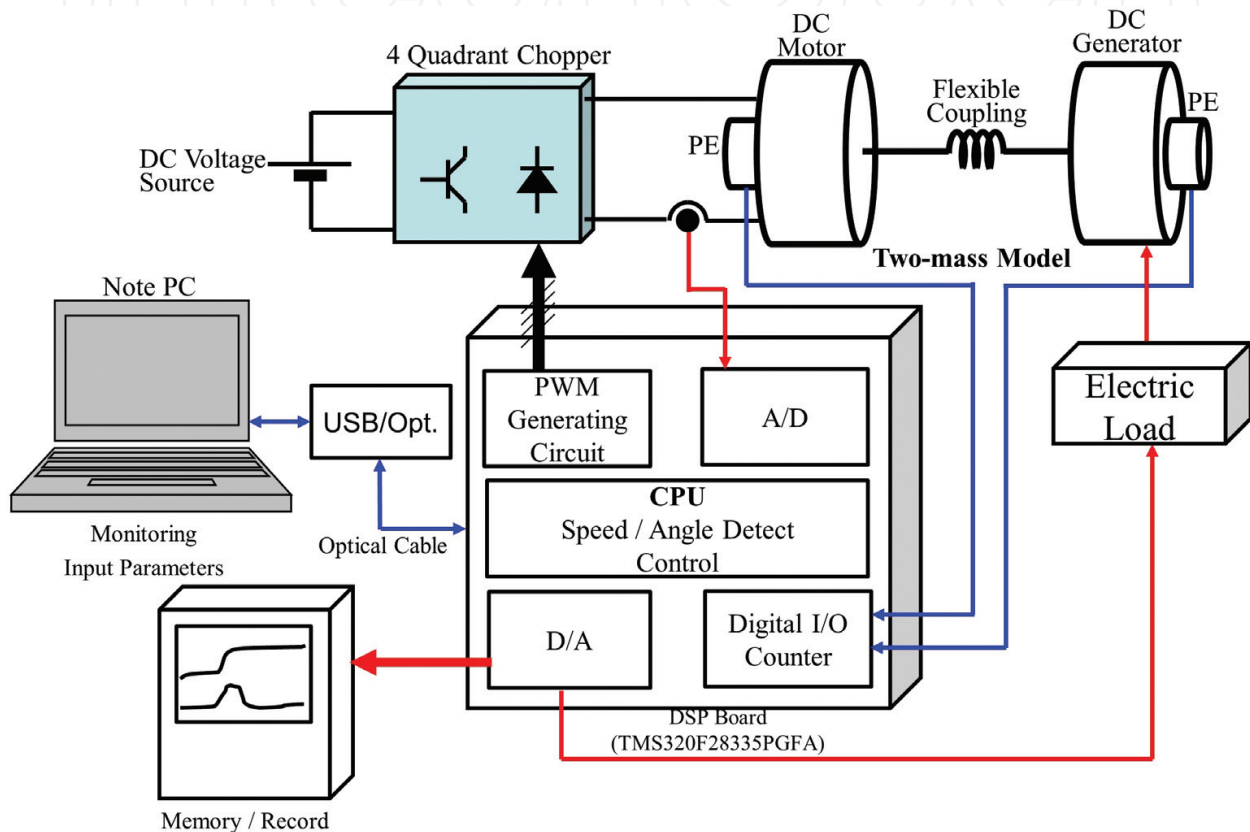 4 Quadrant Chopper
DC
Motor
DC
Generator
Flexible
Coupling
PE
PE
DC Voltage
Source
Two-mass Model
Note PC
PWM
Generating
Circuit
A/D
Electric
Load
USB/Opt.
CPU
Speed / Angle Detect
Control
Monitoring
Input Parameters
Optical Cable
D/A
Digital I/O
Counter
DSP Board
(TMS320F28335PGFA)
Memory / Record